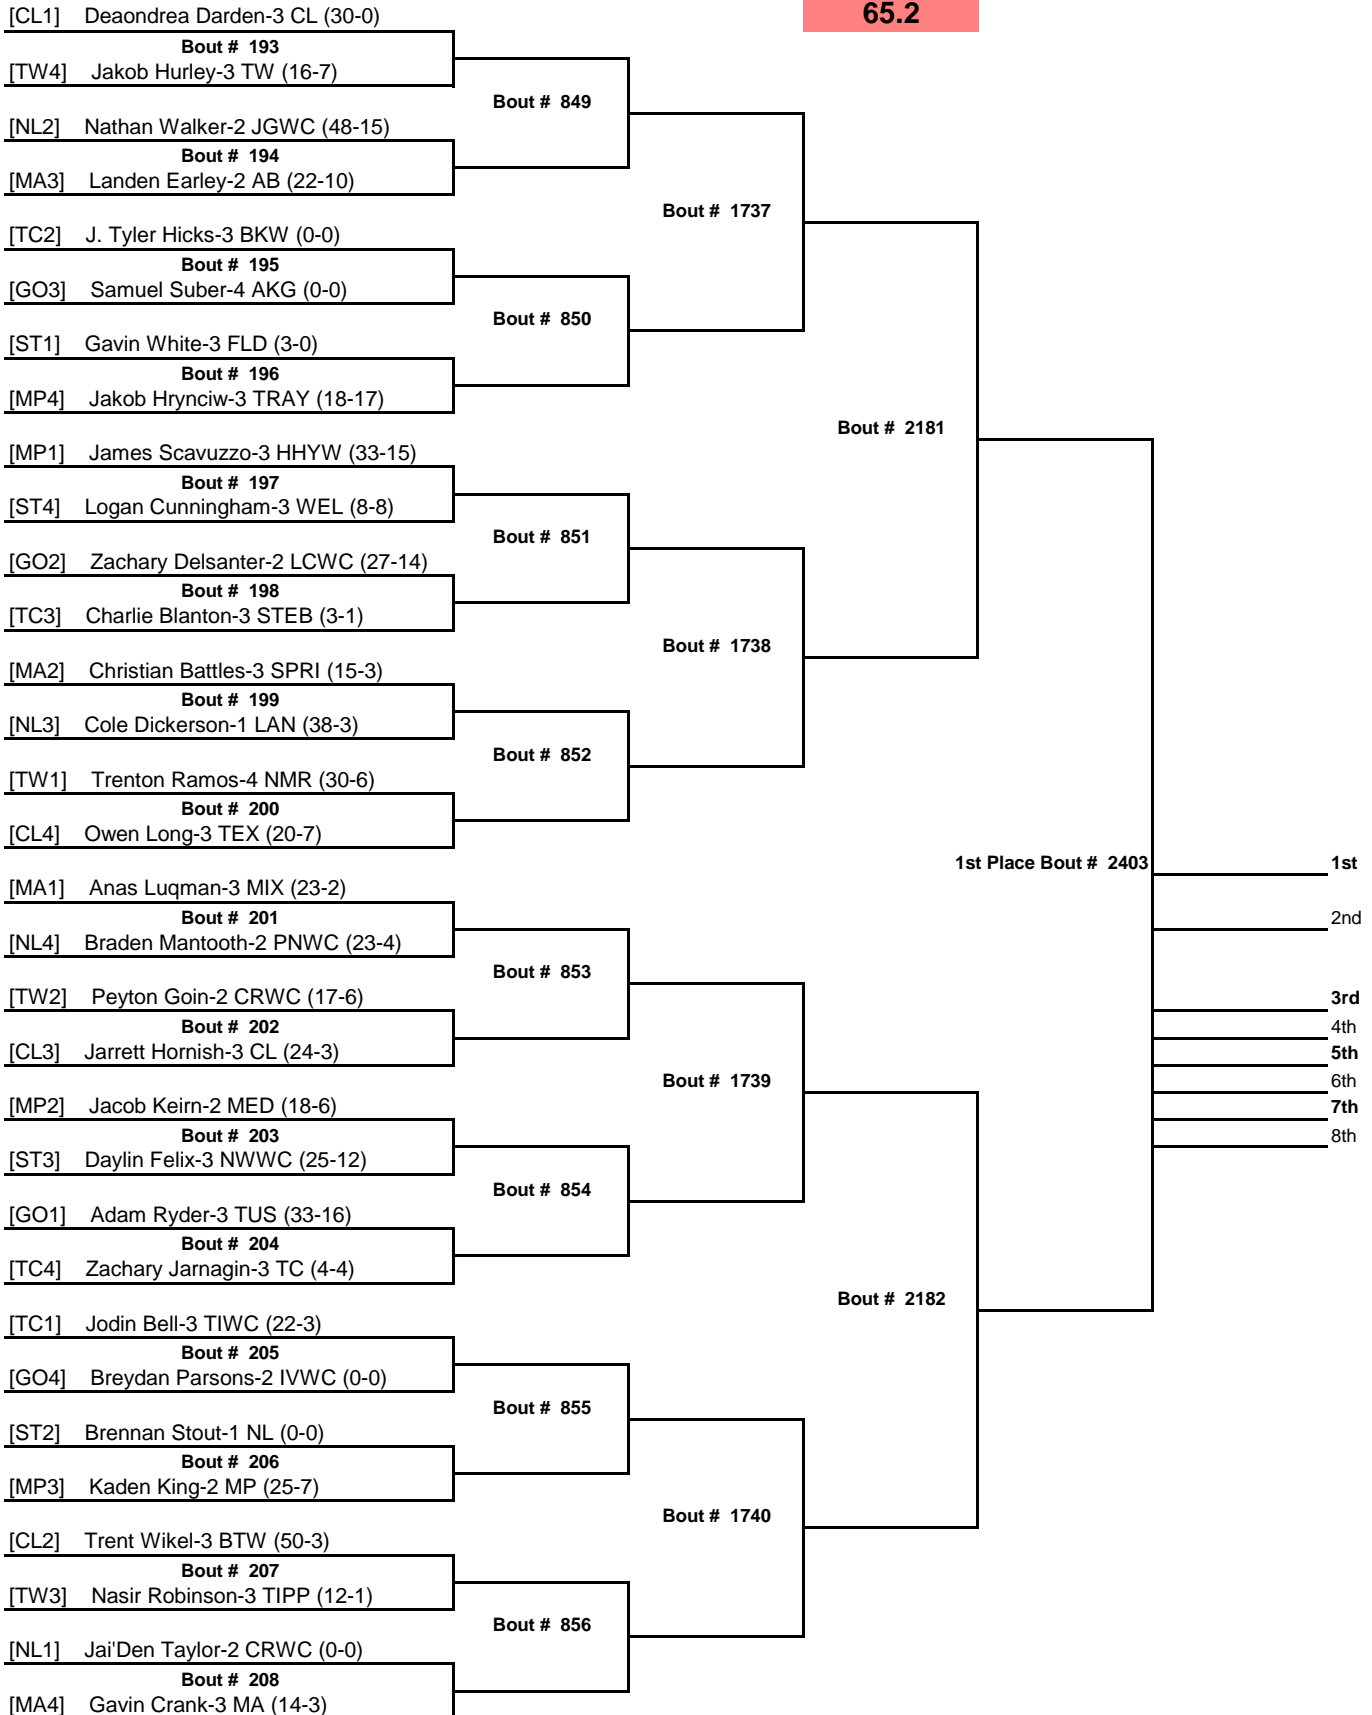 [CL1] Deaondrea Darden-3 CL (30-0)
65.2
Bout # 193
[TW4] Jakob Hurley-3 TW (16-7)
Bout # 849
[NL2] Nathan Walker-2 JGWC (48-15)
Bout # 194
[MA3] Landen Earley-2 AB (22-10)
Bout # 1737
[TC2] J. Tyler Hicks-3 BKW (0-0)
Bout # 195
[GO3] Samuel Suber-4 AKG (0-0)
Bout # 850
[ST1] Gavin White-3 FLD (3-0)
Bout # 196
[MP4] Jakob Hrynciw-3 TRAY (18-17)
Bout # 2181
[MP1] James Scavuzzo-3 HHYW (33-15)
Bout # 197
[ST4] Logan Cunningham-3 WEL (8-8)
Bout # 851
[GO2] Zachary Delsanter-2 LCWC (27-14)
Bout # 198
[TC3] Charlie Blanton-3 STEB (3-1)
Bout # 1738
[MA2] Christian Battles-3 SPRI (15-3)
Bout # 199
[NL3] Cole Dickerson-1 LAN (38-3)
Bout # 852
[TW1] Trenton Ramos-4 NMR (30-6)
Bout # 200
[CL4] Owen Long-3 TEX (20-7)
1st Place Bout # 2403
1st
[MA1] Anas Luqman-3 MIX (23-2)
Bout # 201
2nd
[NL4] Braden Mantooth-2 PNWC (23-4)
Bout # 853
[TW2] Peyton Goin-2 CRWC (17-6)
3rd
Bout # 202
4th
[CL3] Jarrett Hornish-3 CL (24-3)
5th
Bout # 1739
6th
[MP2] Jacob Keirn-2 MED (18-6)
7th
Bout # 203
8th
[ST3] Daylin Felix-3 NWWC (25-12)
Bout # 854
[GO1] Adam Ryder-3 TUS (33-16)
Bout # 204
[TC4] Zachary Jarnagin-3 TC (4-4)
Bout # 2182
[TC1] Jodin Bell-3 TIWC (22-3)
Bout # 205
[GO4] Breydan Parsons-2 IVWC (0-0)
Bout # 855
[ST2] Brennan Stout-1 NL (0-0)
Bout # 206
[MP3] Kaden King-2 MP (25-7)
Bout # 1740
[CL2] Trent Wikel-3 BTW (50-3)
Bout # 207
[TW3] Nasir Robinson-3 TIPP (12-1)
Bout # 856
[NL1] Jai'Den Taylor-2 CRWC (0-0)
Bout # 208
[MA4] Gavin Crank-3 MA (14-3)